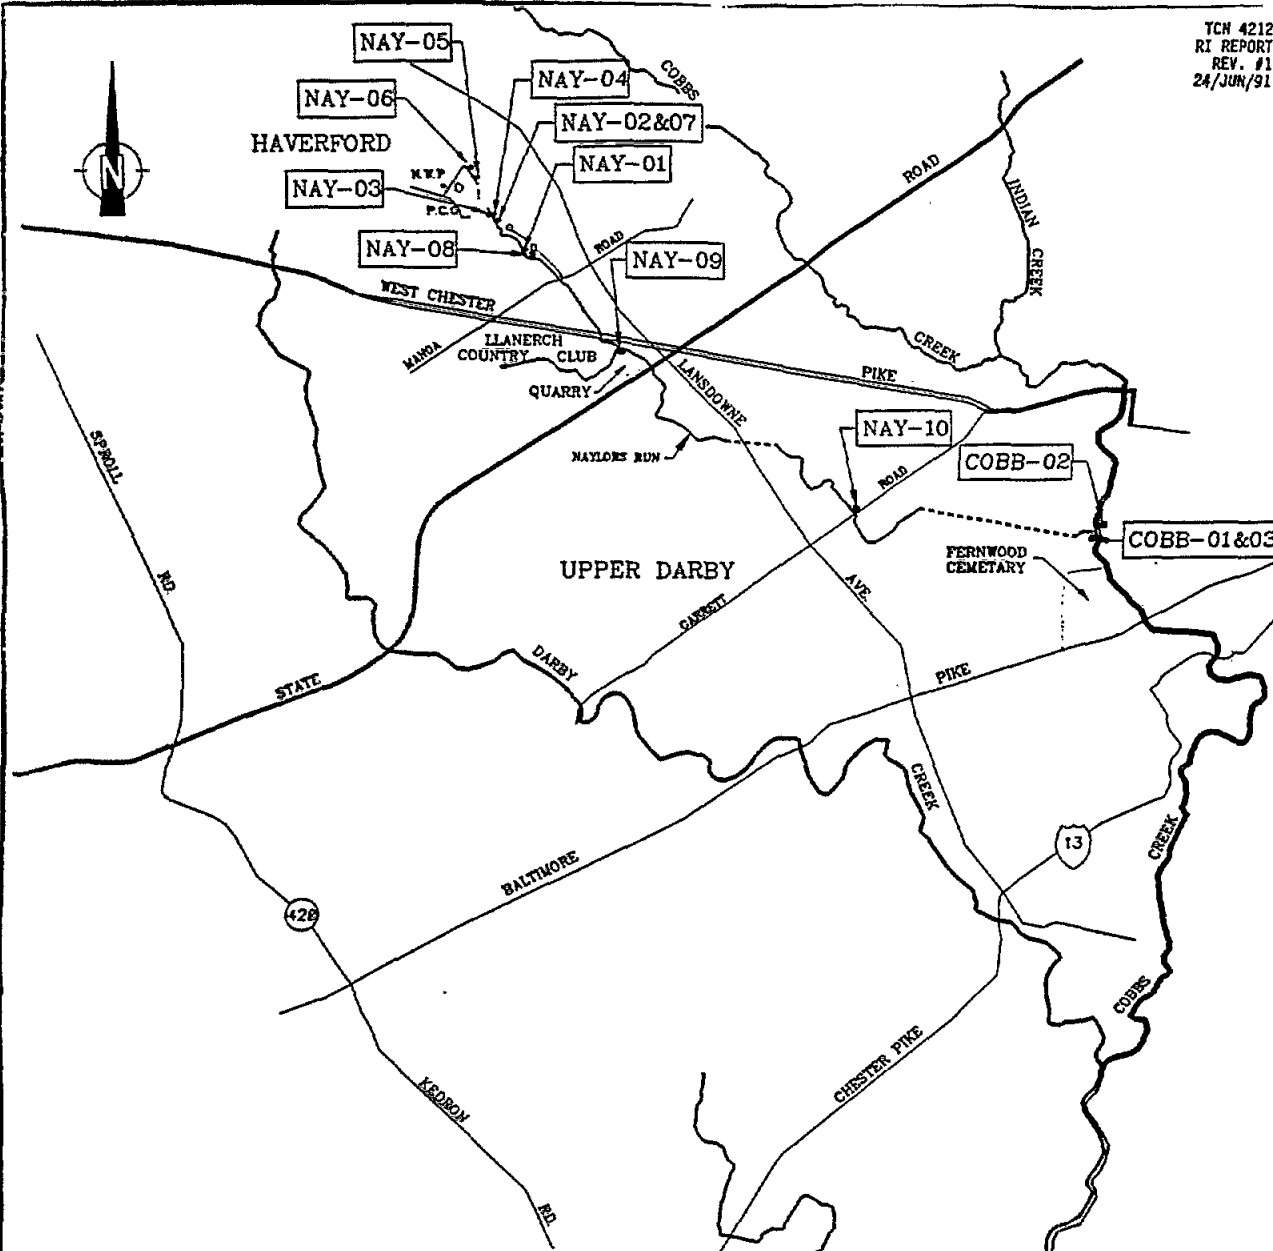 TCN 4212
RI REPORT
REV. #1
24/JUN/91
NAY-05
COBBS
NAY-04
NAY-06
NAY-02&07
HAVERFORD
NAY-01
ROAD
N.W.P
NAY-03
P.C.G
INDIAN
CREEK
N
NAY-08
ROAD
NAY-09
WEST CHESTER
MANOA
LLANERCH
COUNTRY CLUB
CREEK
PIKE
LANSDOWNE
QUARRY
NAY-10
NAYLORS RUN
COBB-02
ROAD
SPROLL
COBB-01&03
FERNWOOD
CEMETARY
UPPER DARBY
RD.
AVE.
GARRETT
DARBY
PIKE
STATE
CREEK
13
CREEK
BALTIMORE
420
COBBS
CHESTER PIKE
KEDRON
RD.